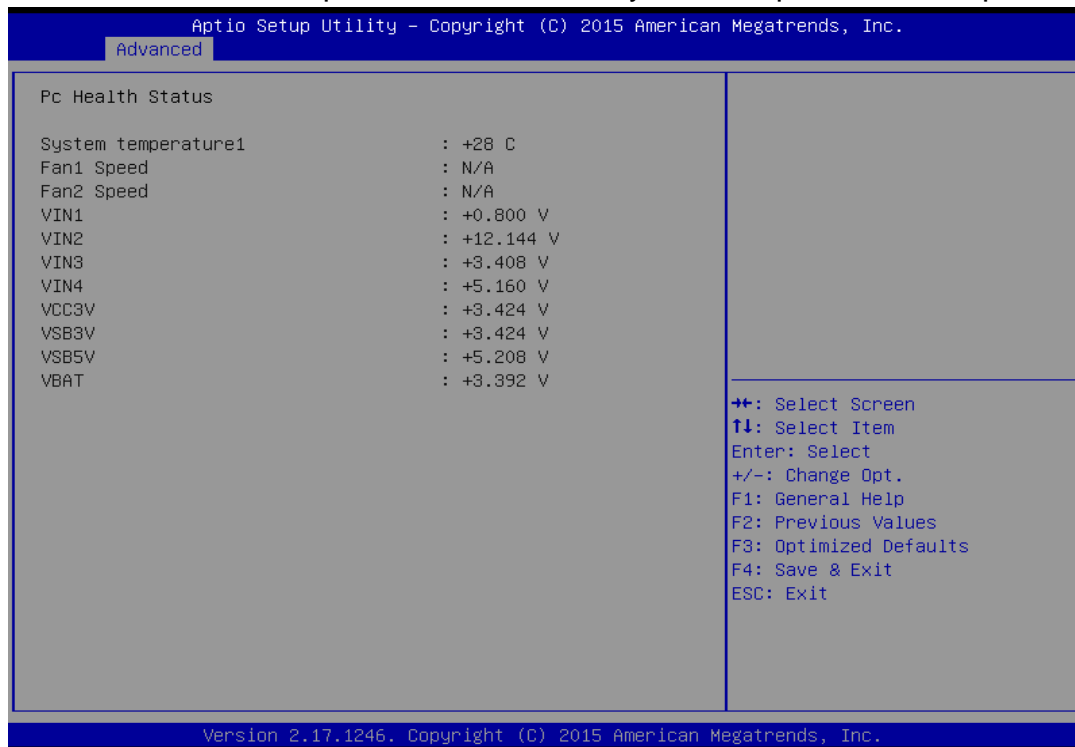 Aptio Setup Utility – Copyright (C) 2015 American Megatrends, Inc.
Advanced
Pc Health Status
System temperature1 : +28 C
Fan1 Speed : N/A
Fan2 Speed : N/A
VIN1 : +0.800 V
VIN2 : +12.144 V
VIN3 : +3.408 V
VIN4 : +5.160 V
VCC3V : +3.424 V
VSB3V : +3.424 V
VSB5V : +5.208 V
VBAT : +3.392 V
→←: Select Screen
↑↓: Select Item
Enter: Select
+/-: Change Opt.
F1: General Help
F2: Previous Values
F3: Optimized Defaults
F4: Save & Exit
ESC: Exit
Version 2.17.1246. Copyright (C) 2015 American Megatrends, Inc.